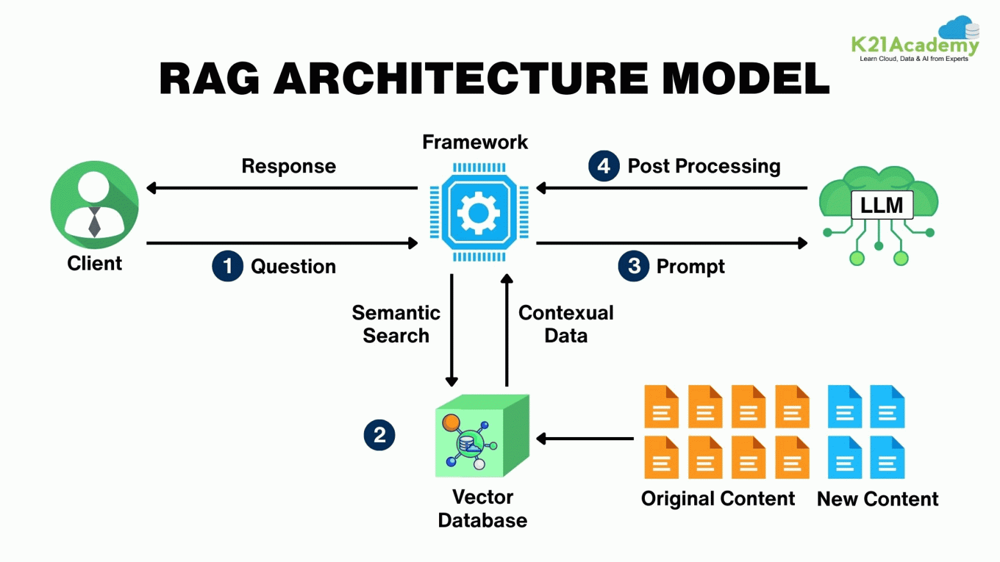 K21Academy
Learn Cloud, Data & AI from Experts
RAG ARCHITECTURE MODEL
Framework
Response
4 Post Processing
LLM
Client
1 Question
3 Prompt
Semantic
Search
Contexual
Data
2
Vector
Database
Original Content
New Content